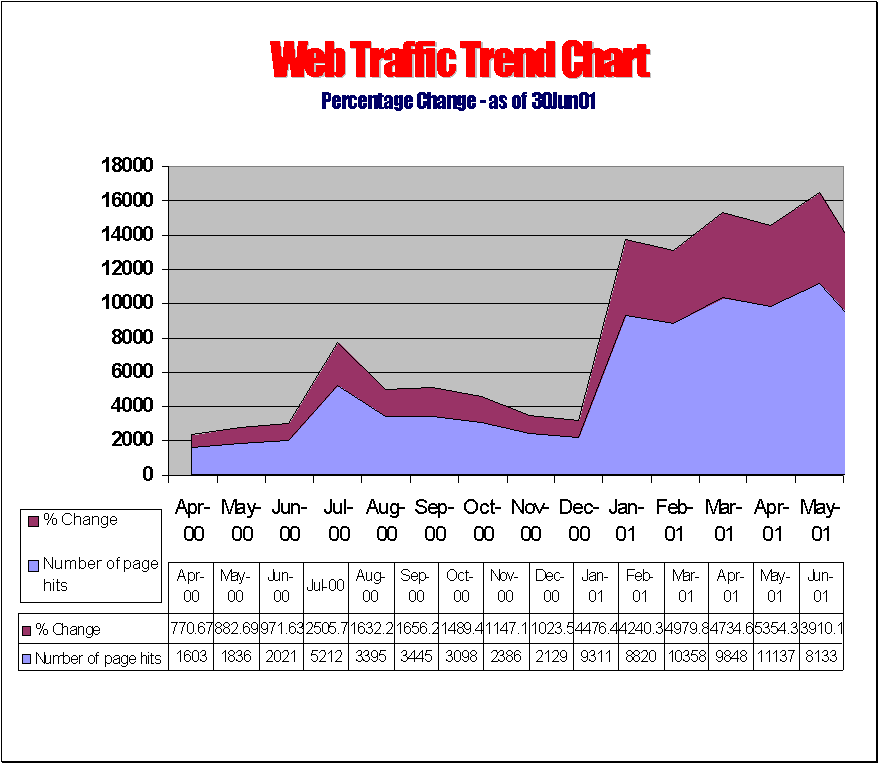 Web Traffic Trend Chart
Percentage Change - as of 30Jun01
18000
16000
14000
12000
10000
8000
6000
4000
2000
0
Apr- May- Jun- Jul- Aug- Sep- Oct- Nov- Dec- Jan- Feb- Mar- Apr- May-
00 00 00 00 00 00 00 00 00 01 01 01 01 01
% Change
Number of page
hits
Apr- May- Jun- Jul-00 Aug- Sep- Oct- Nov- Dec- Jan- Feb- Mar- Apr- May- Jun-
00 00 00 00 00 00 00 00 01 01 01 01 01 01
% Change 770.67 882.69 971.63 2505.7 1632.2 1656.2 1489.4 1147.1 1023.5 4476.4 4240.3 4979.8 4734.6 5354.3 3910.1
Number of page hits 1603 1836 2021 5212 3395 3445 3098 2386 2129 9311 8820 10358 9848 11137 8133